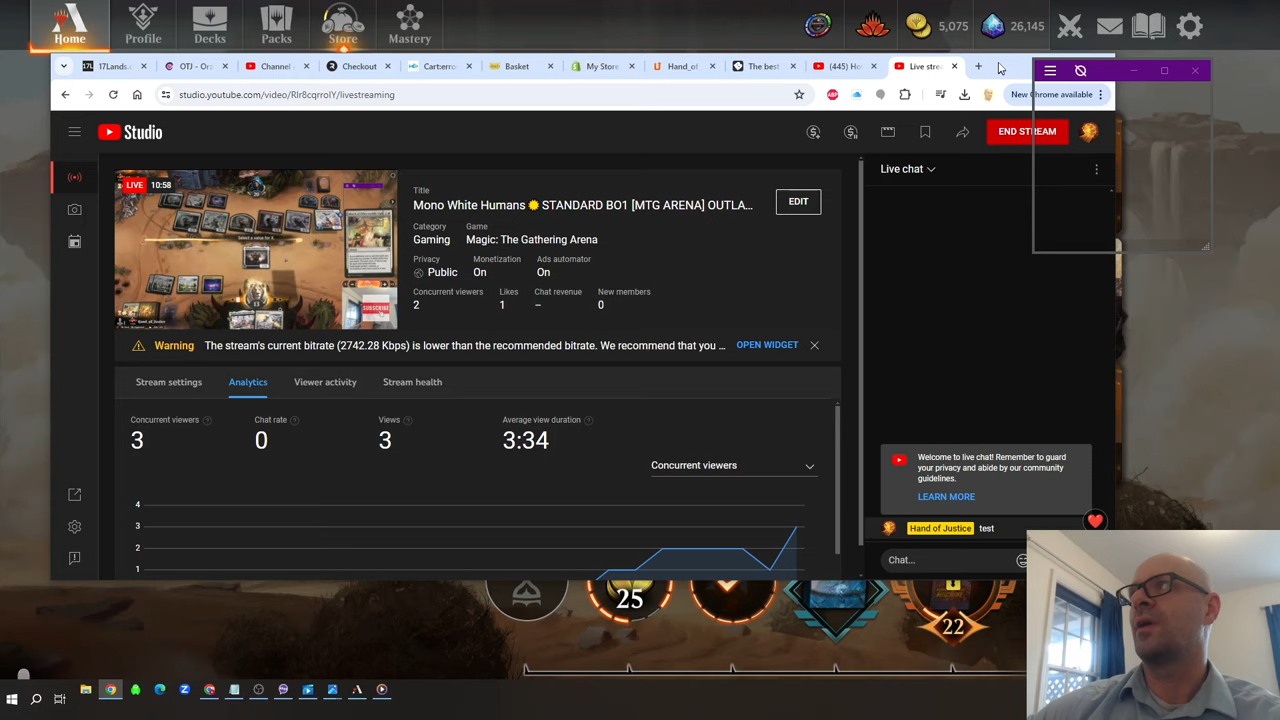 Home
Profile
Decks
Packs
Store
Mastery
5,075
26,145
17Lands.
OTJ - Or
Channel
Checkout
Cart:erro
Basket
My Store
Hand_of
The best
(445) Ho
Live stre
studio.youtube.com/video/RIr8cqrroIY/livestreaming
New Chrome available
Studio
END STREAM
LIVE 10:58
Select a value for X.
SUBSCRIBE
Title
Mono White Humans STANDARD BO1 [MTG ARENA] OUTLA...
EDIT
Category
Game
Gaming
Magic: The Gathering Arena
Privacy
Monetization
Ads automator
Public
On
On
Concurrent viewers
Likes
Chat revenue
New members
2
1
–
0
Warning
The stream's current bitrate (2742.28 Kbps) is lower than the recommended bitrate. We recommend that you ...
OPEN WIDGET
Stream settings
Analytics
Viewer activity
Stream health
Concurrent viewers
Chat rate
Views
Average view duration
3
0
3
3:34
Concurrent viewers
4
3
2
1
Live chat
Welcome to live chat! Remember to guard
your privacy and abide by our community
guidelines.
LEARN MORE
Hand of Justice test
Chat...
25
22